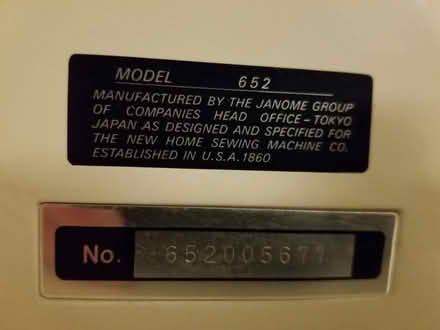 MODEL 652
MANUFACTURED BY THE JANOME GROUP
OF COMPANIES HEAD OFFICE-TOKYO
JAPAN AS DESIGNED AND SPECIFIED FOR
THE NEW HOME SEWING MACHINE CO.
ESTABLISHED IN U.S.A.1860
No. 652005671